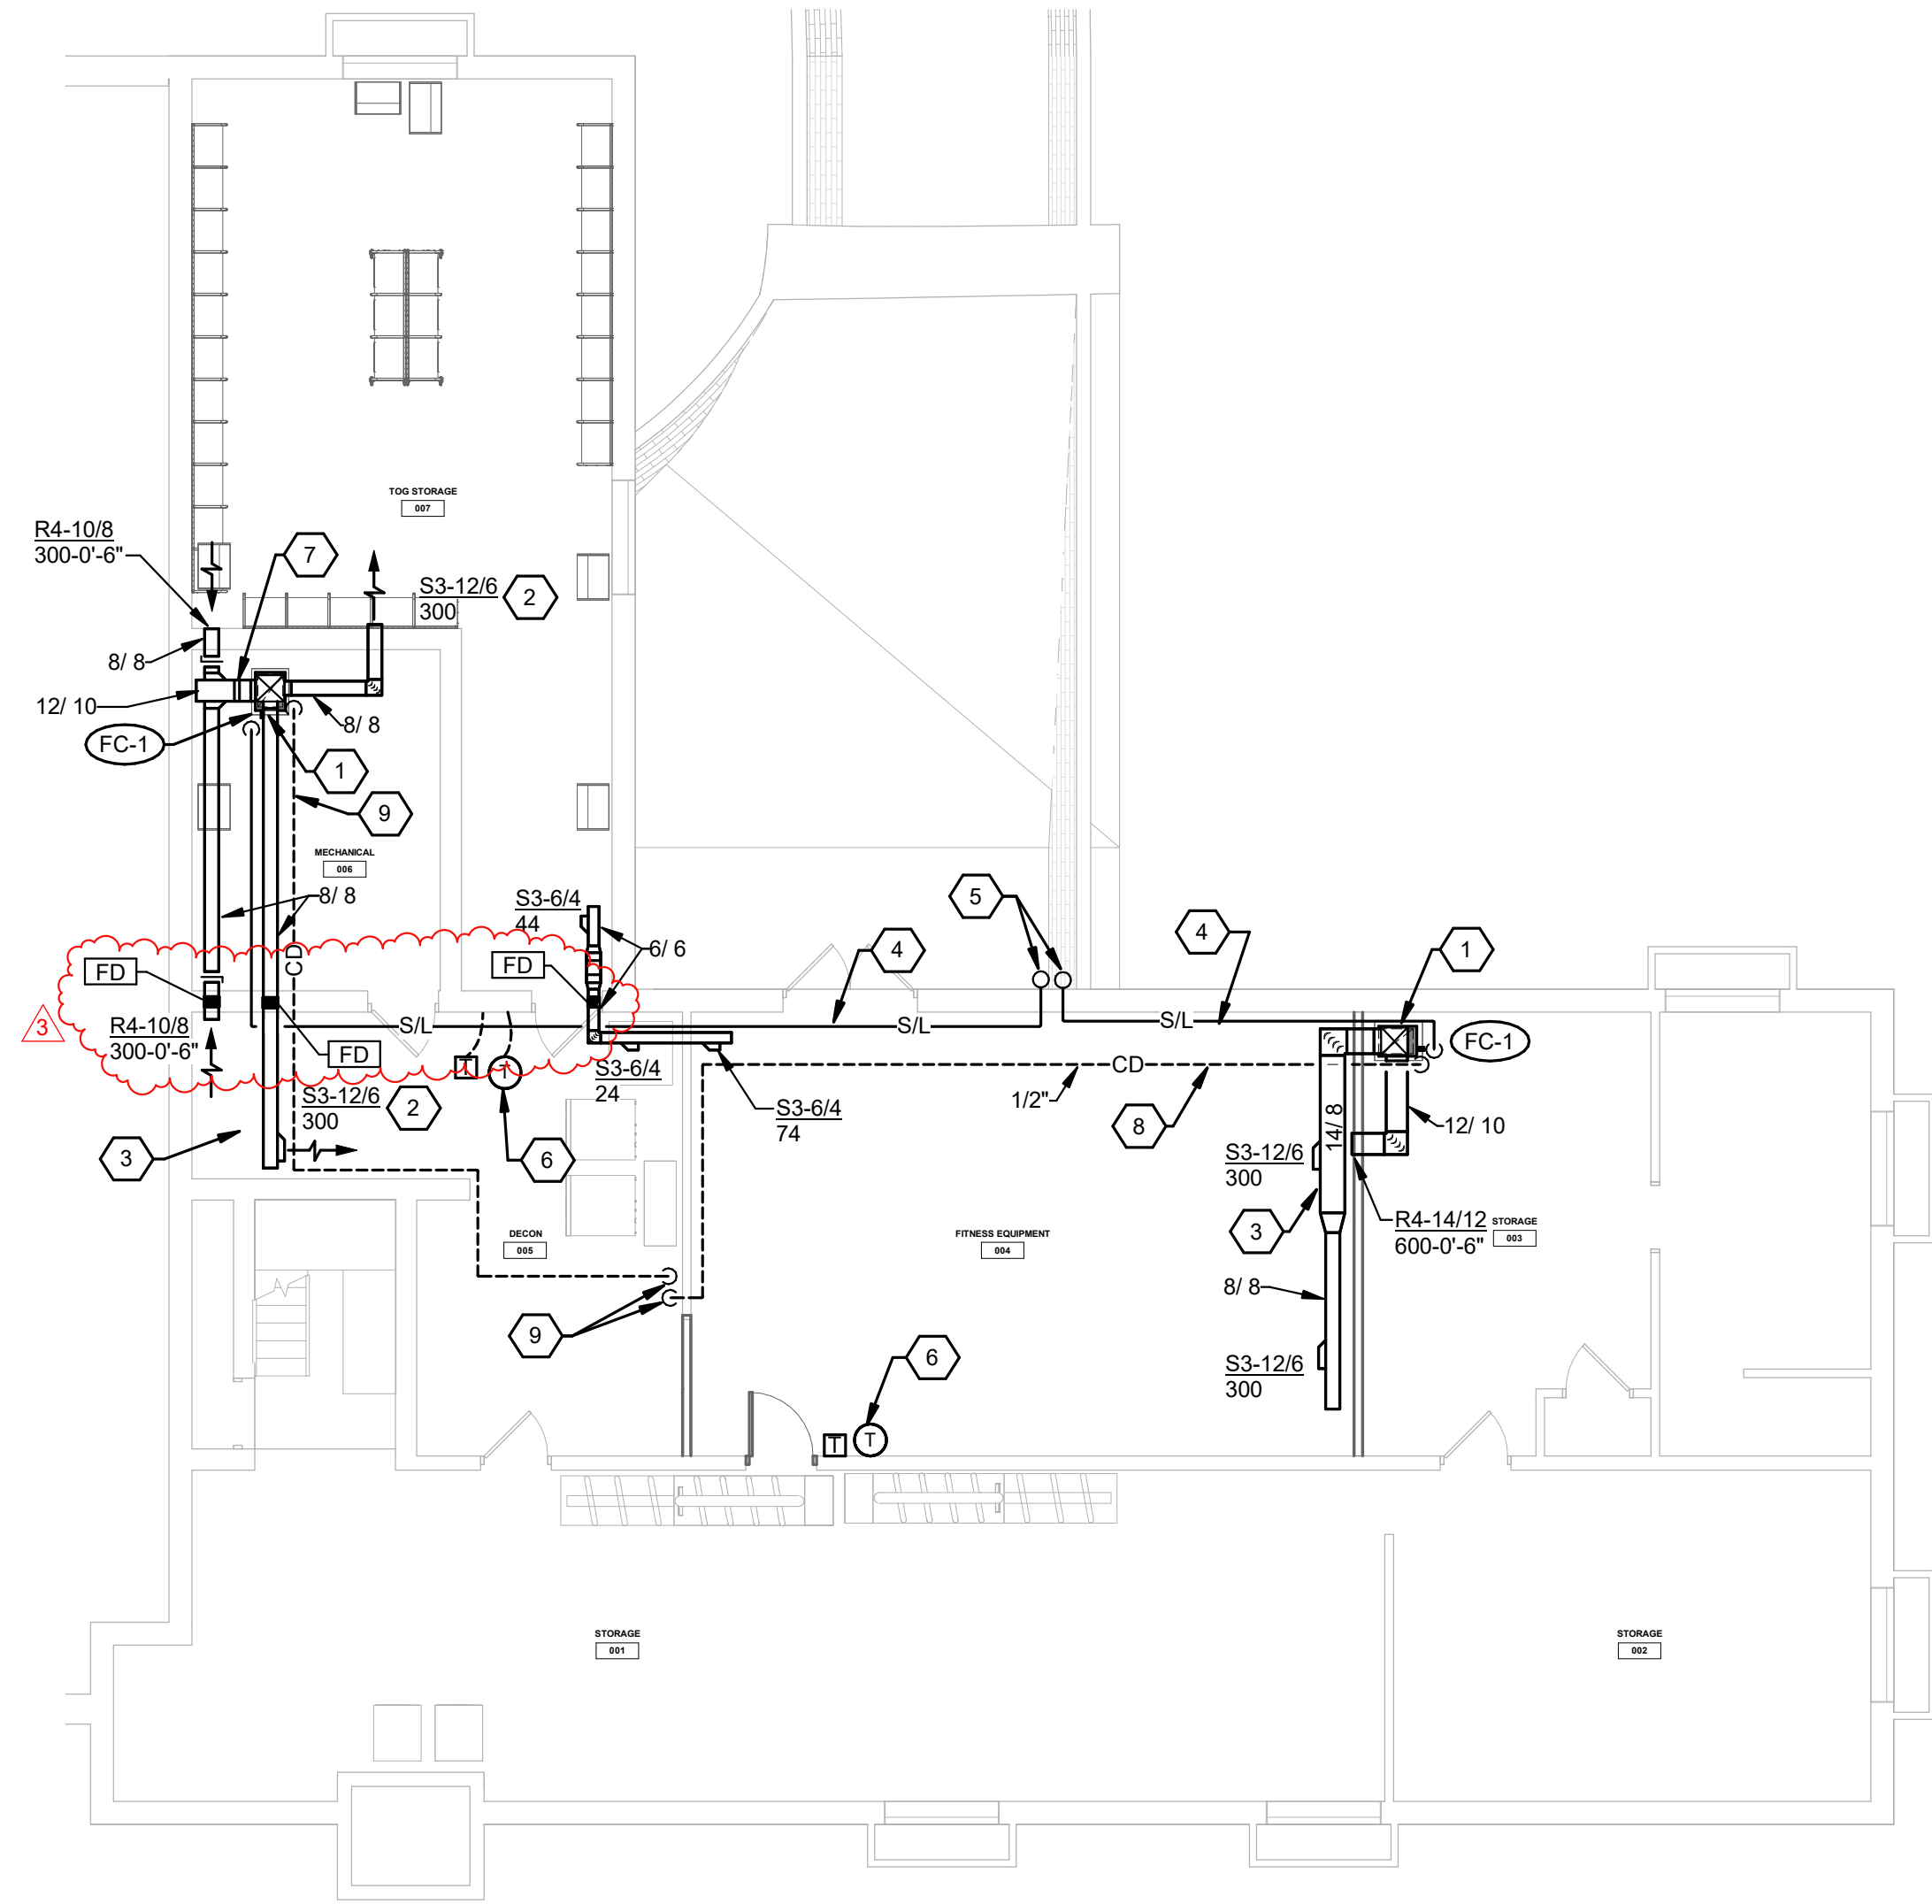 TOG STORAGE
007
R4-10/8
300-0'-6"
7
S3-12/6
300
2
8/ 8
12/ 10
8/ 8
FC-1
1
9
MECHANICAL
006
8/ 8
S3-6/4
44
5
4
4
1
6/ 6
CD
FD
FD
3
R4-10/8
300-0'-6"
S/L
S/L
S/L
FC-1
FD
T
T
S3-6/4
24
CD
S3-12/6
300
2
S3-6/4
74
1/2"
8
14/ 8
12/ 10
3
6
S3-12/6
300
3
R4-14/12
600-0'-6"
STORAGE
003
DECON
005
FITNESS EQUIPMENT
004
8/ 8
9
6
S3-12/6
300
T
T
STORAGE
001
STORAGE
002